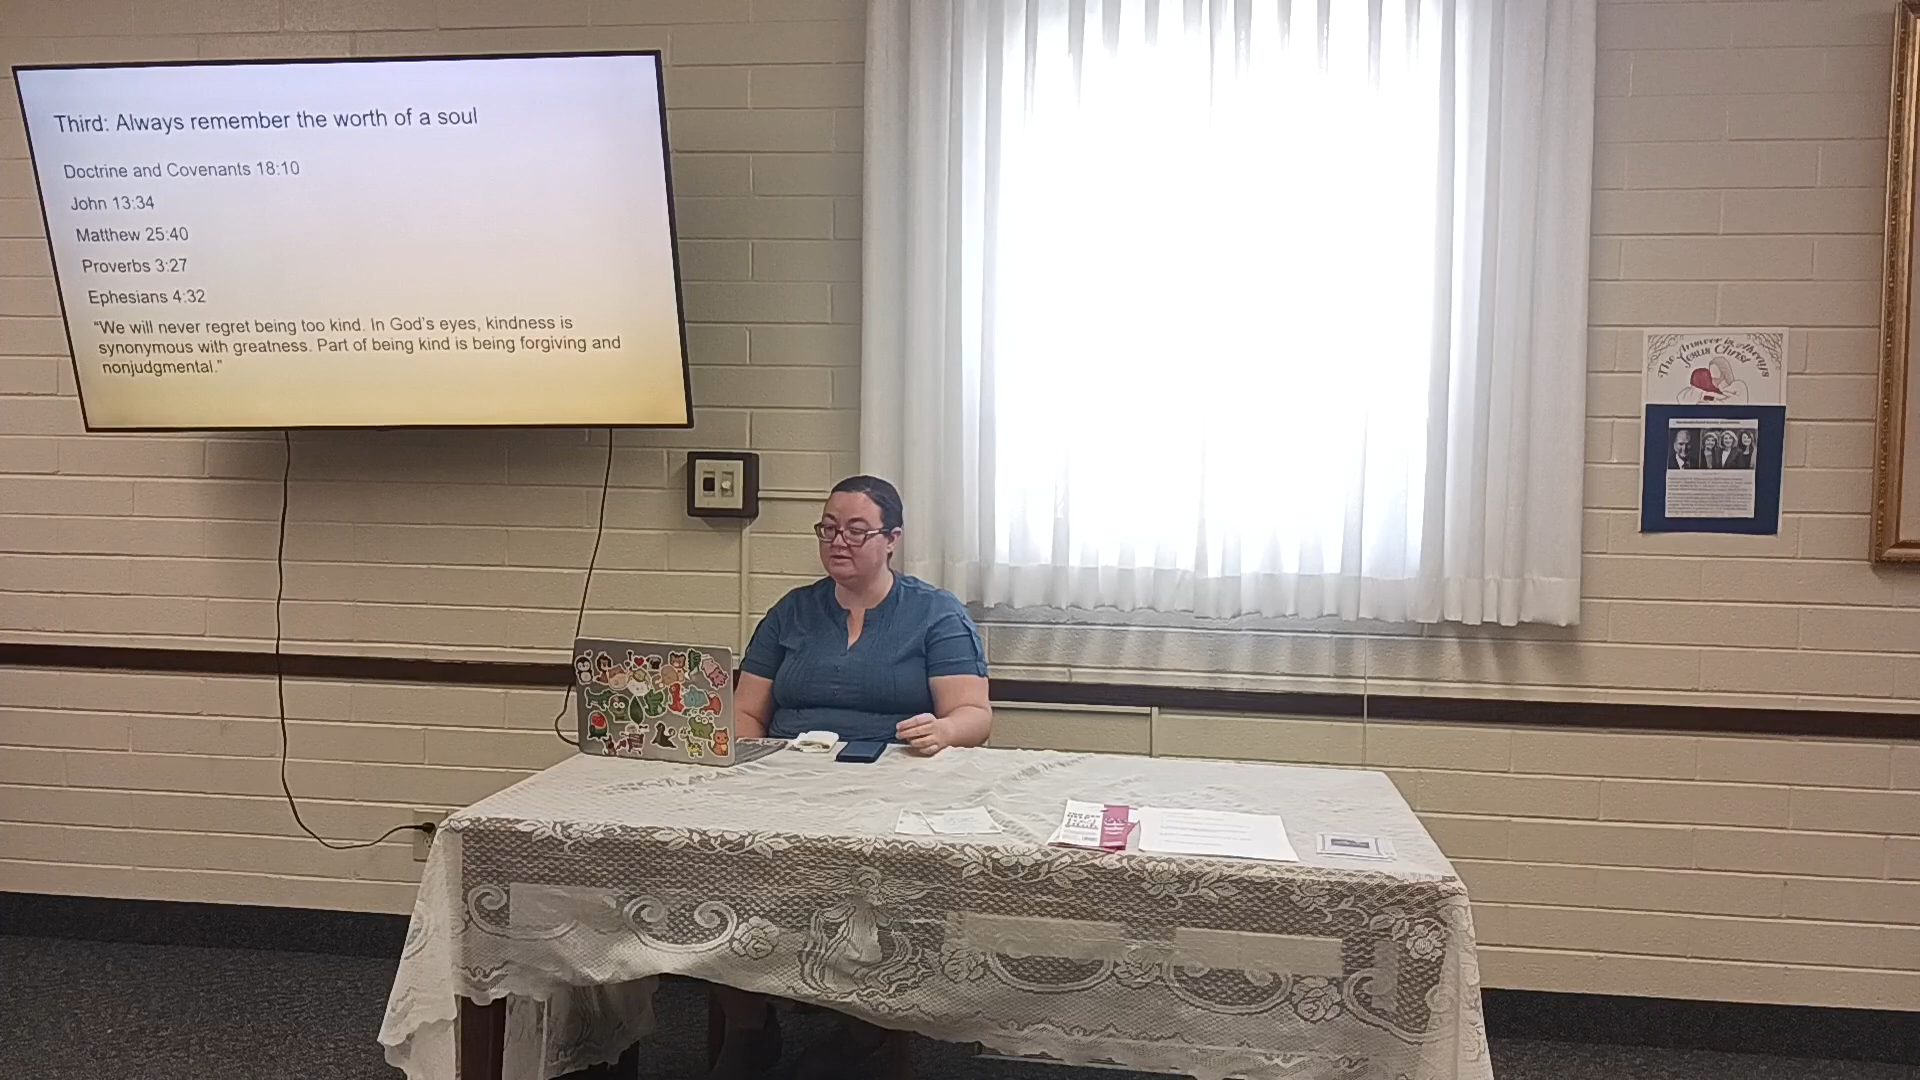 Third: Always remember the worth of a soul
Doctrine and Covenants 18:10
John 13:34
Matthew 25:40
Proverbs 3:27
Ephesians 4:32
"We will never regret being too kind. In God's eyes, kindness is
synonymous with greatness. Part of being kind is being forgiving and
nonjudgmental."
The Answer is Always
Jesus Christ